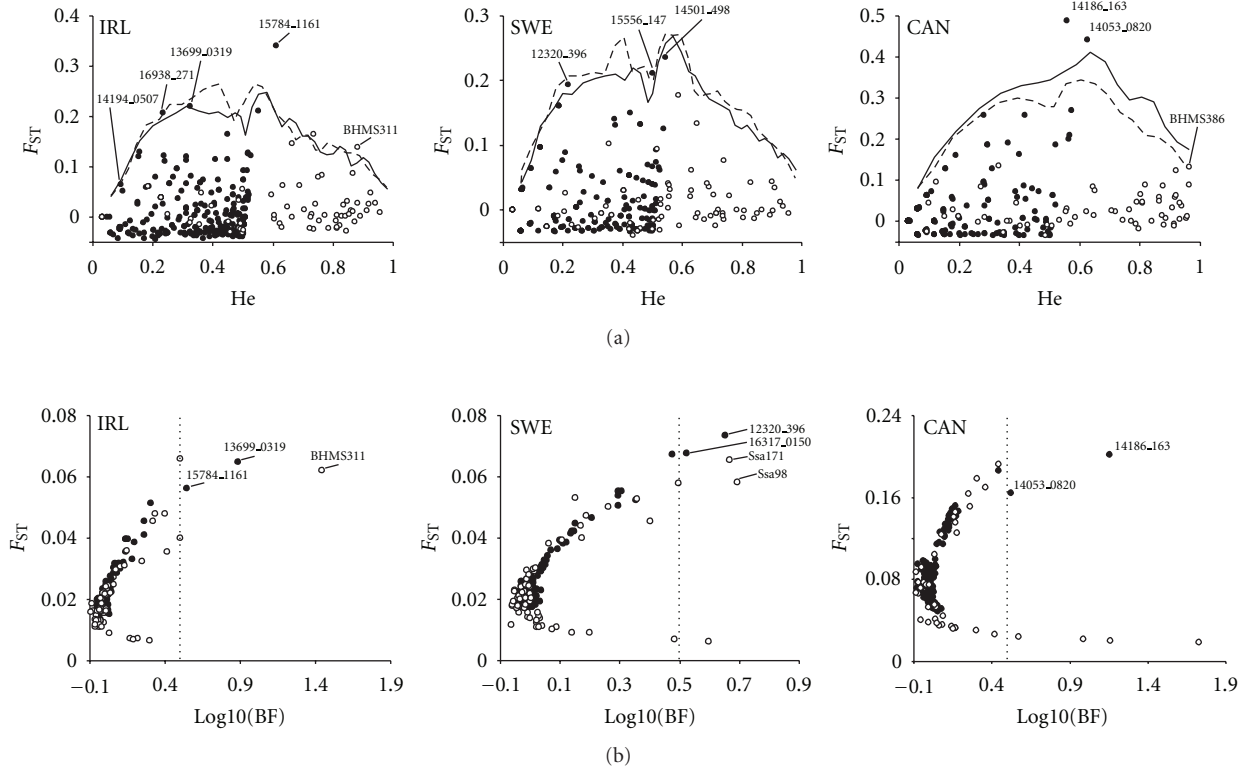 IRL
0.4
0.3
0.2
0.1
0
F_ST
15784_1161
13699_0319
16938_271
14194_0507
BHMS311
0 0.2 0.4 0.6 0.8 1
He
SWE
0.3
0.2
0.1
0
F_ST
15556_147
14501_498
12320_396
0 0.2 0.4 0.6 0.8 1
He
CAN
0.5
0.4
0.3
0.2
0.1
0
F_ST
14186_163
14053_0820
BHMS386
0 0.2 0.4 0.6 0.8 1
He
(a)
IRL
0.08
0.06
0.04
0.02
0
F_ST
13699_0319
BHMS311
15784_1161
−0.1 0.4 0.9 1.4 1.9
Log10(BF)
SWE
0.08
0.06
0.04
0.02
0
F_ST
12320_396
16317_0150
Ssa171
Ssa98
−0.1 0.1 0.3 0.5 0.7 0.9
Log10(BF)
CAN
0.24
0.16
0.08
0
F_ST
14186_163
14053_0820
−0.1 0.4 0.9 1.4 1.9
Log10(BF)
(b)